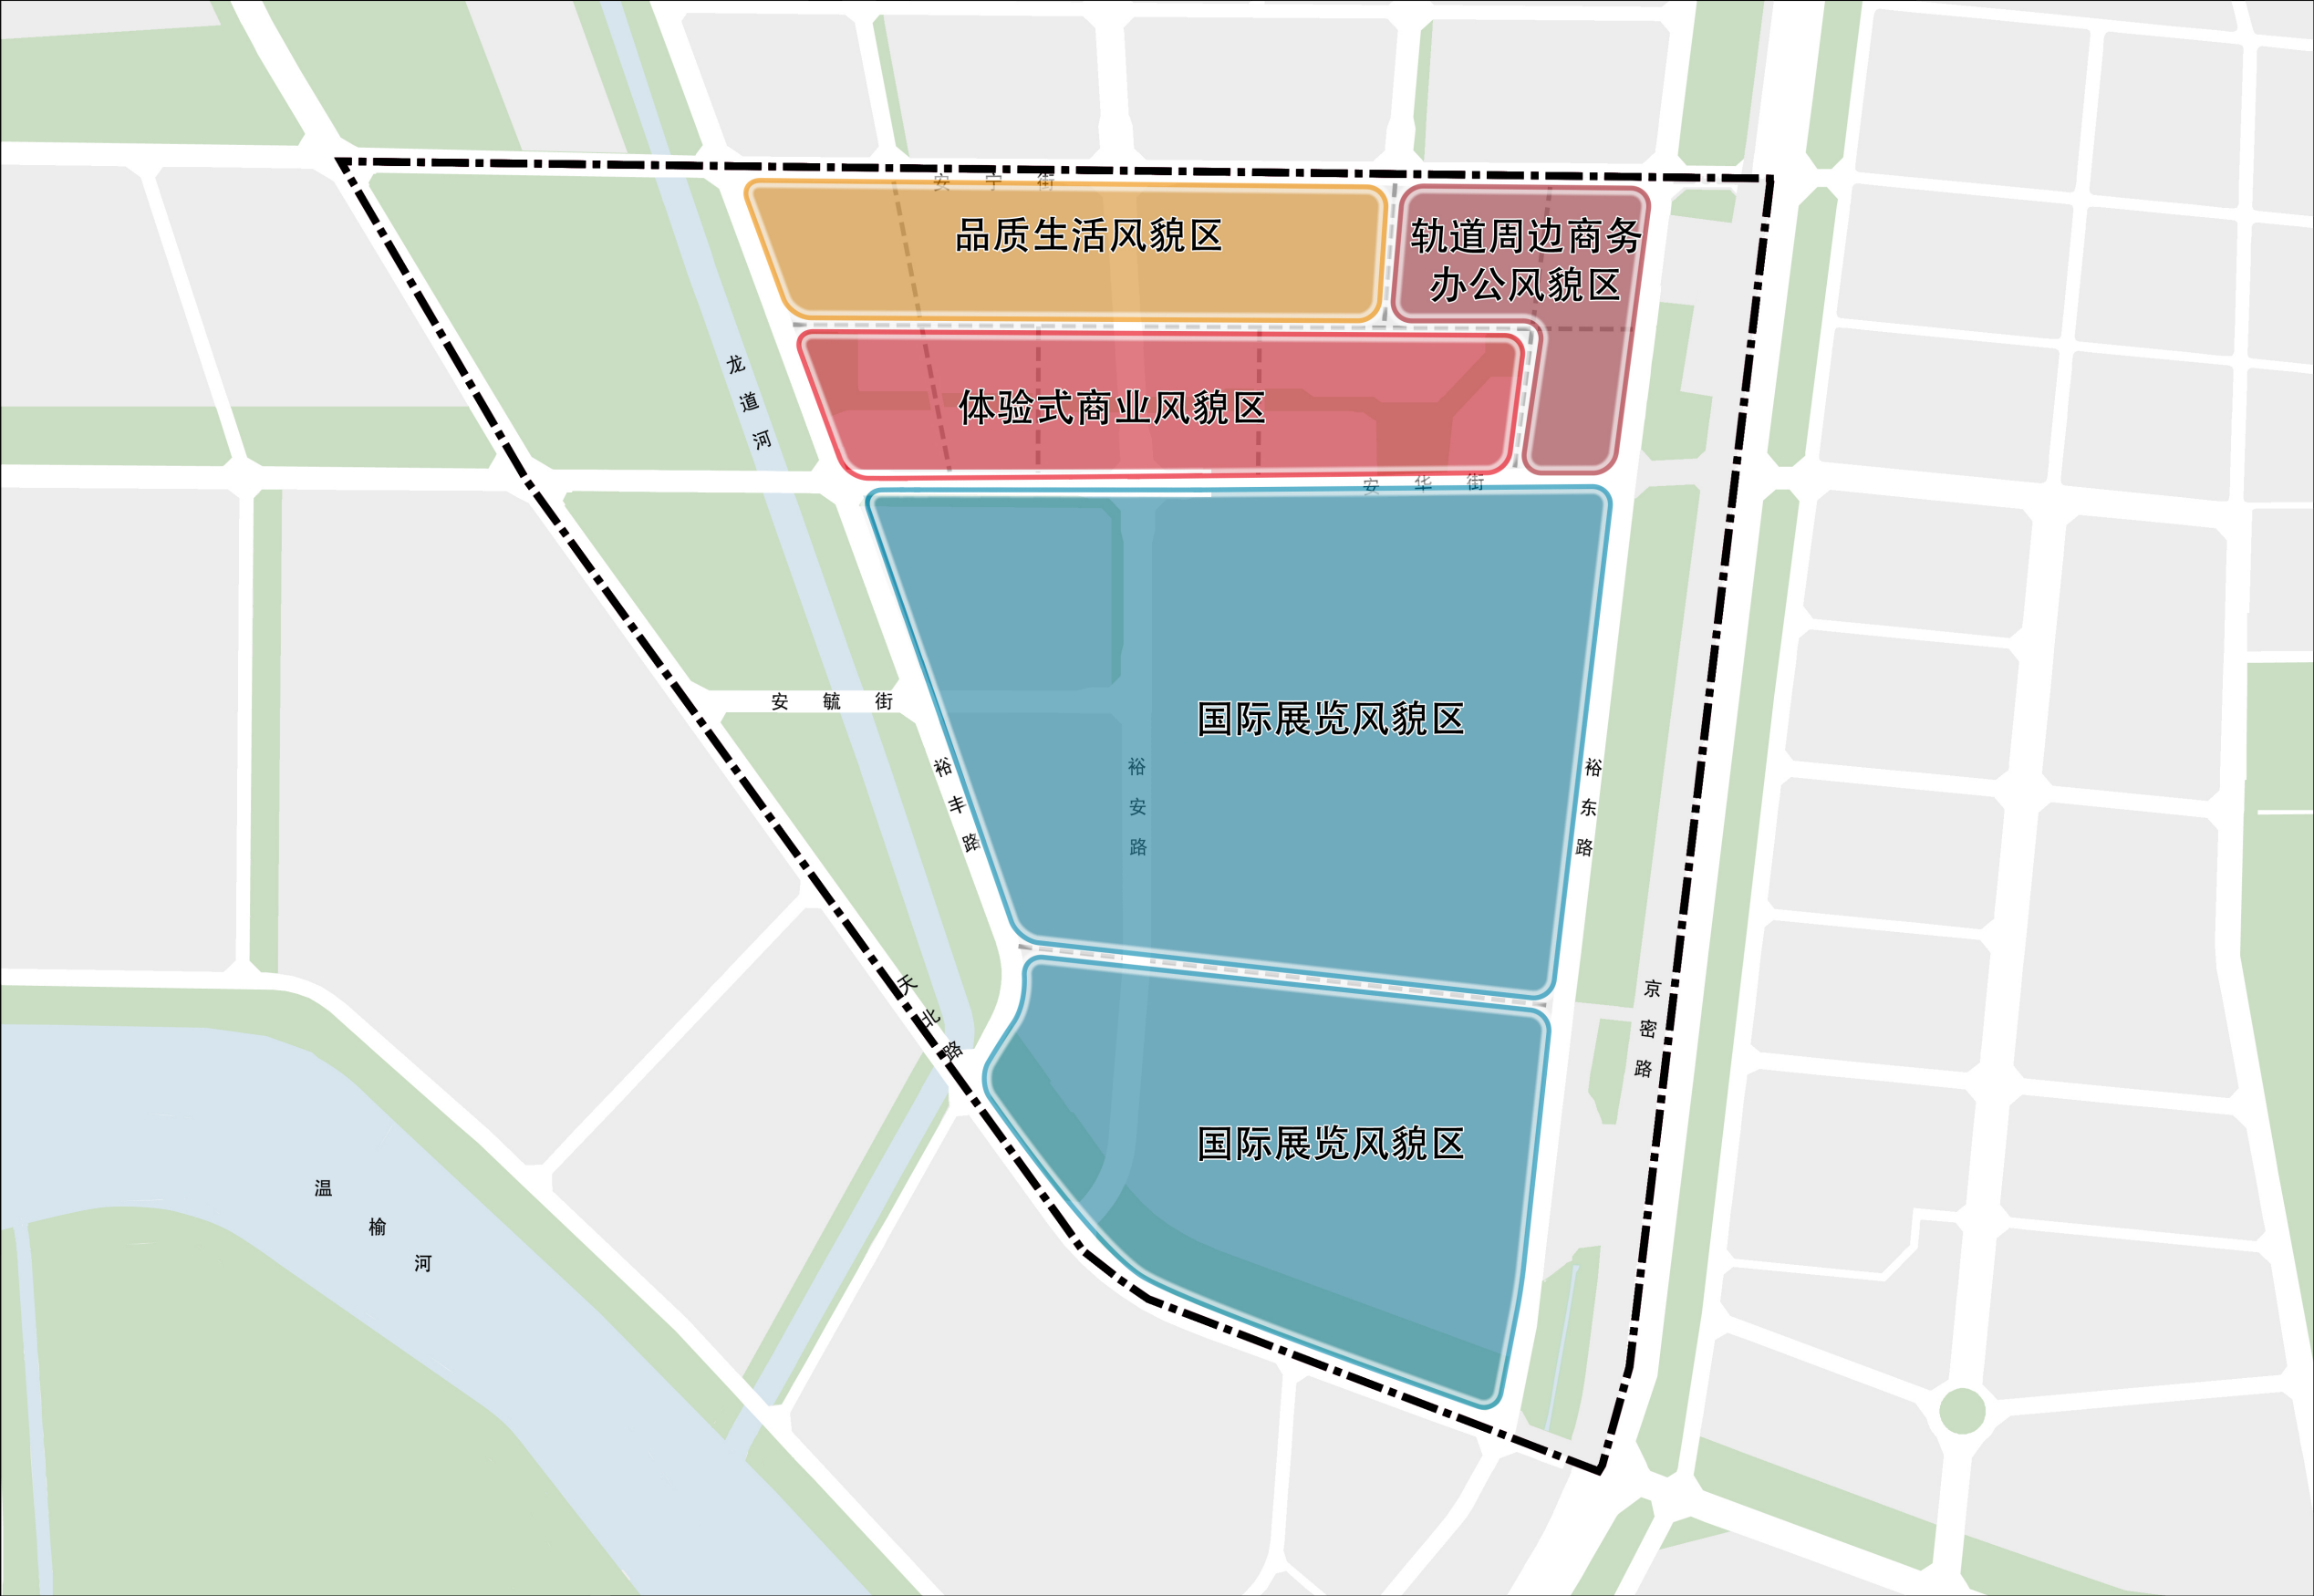 安宁街
品质生活风貌区
轨道周边商务
办公风貌区
龙道河
体验式商业风貌区
安华街
安毓街
国际展览风貌区
裕丰路
裕安路
裕东路
天北路
京密路
国际展览风貌区
温榆河